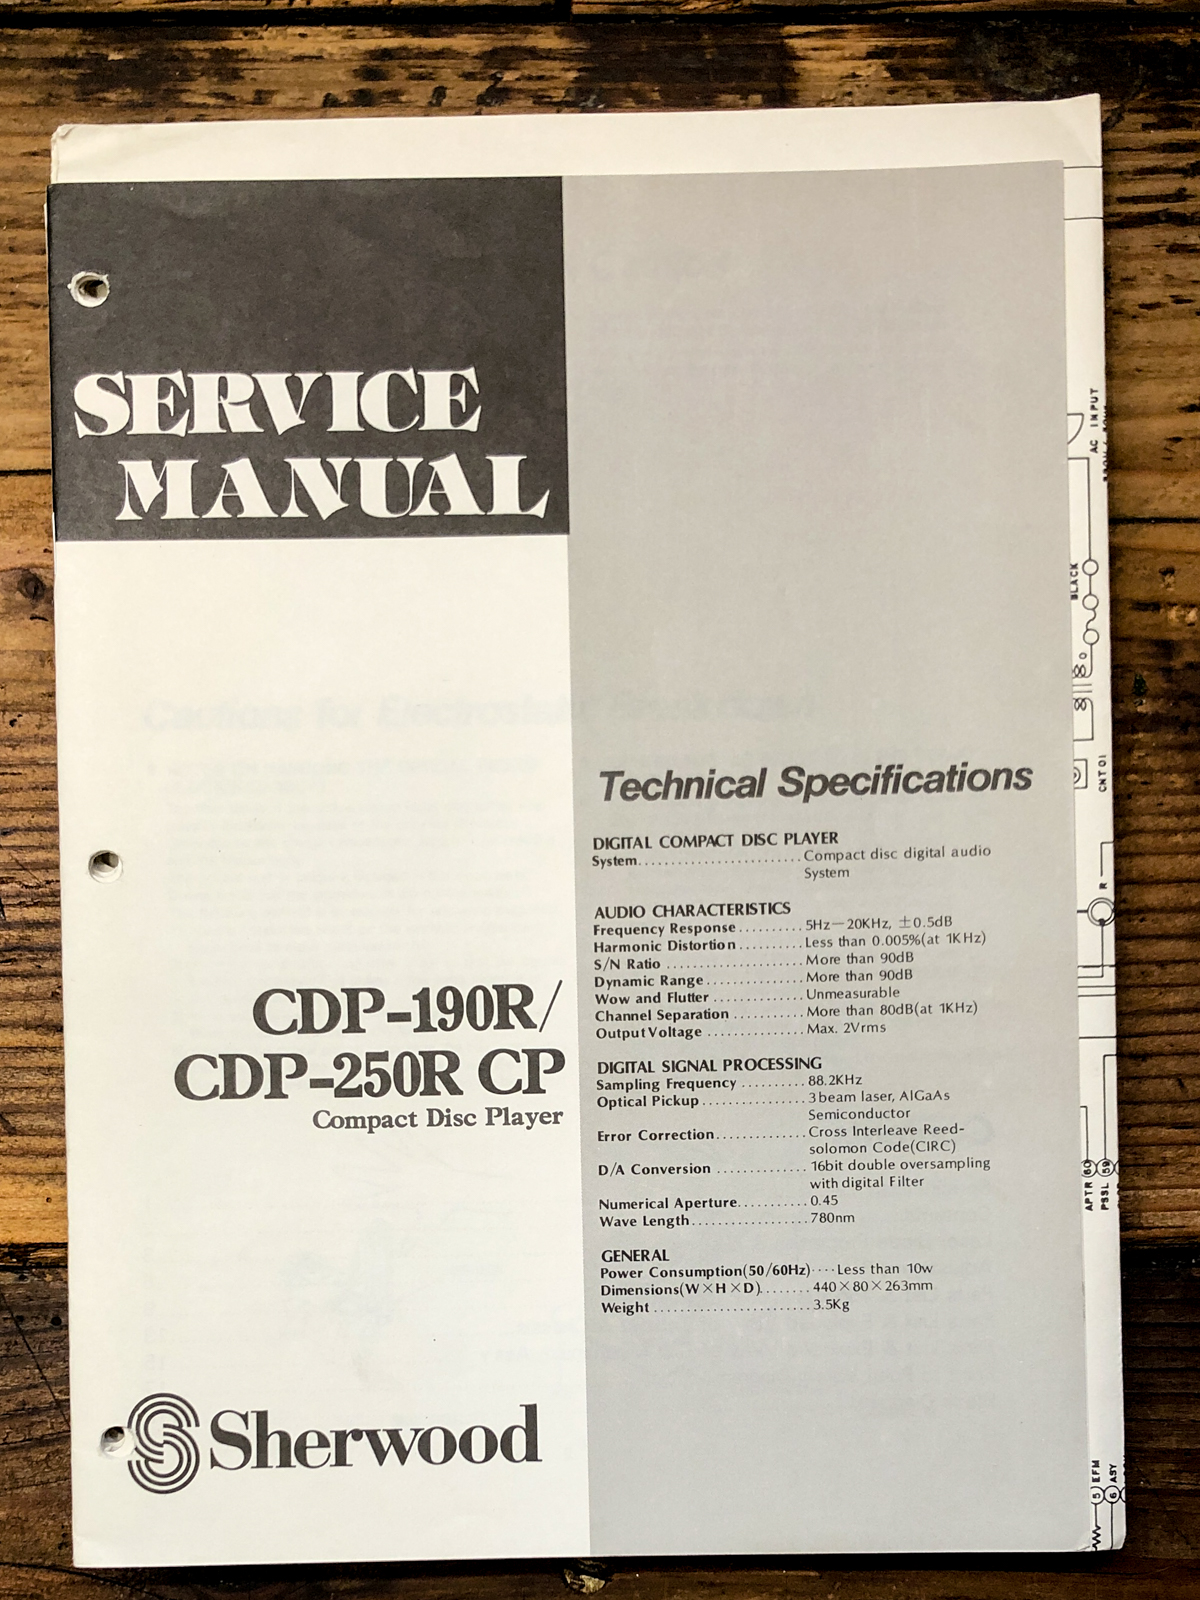 SERVICE
MANUAL
CDP-190R/
CDP-250R CP
Compact Disc Player
Sherwood
Technical Specifications
DIGITAL COMPACT DISC PLAYER
System......................... Compact disc digital audio
System
AUDIO CHARACTERISTICS
Frequency Response.......... 5Hz—20KHz, ±0.5dB
Harmonic Distortion.......... Less than 0.005%(at 1KHz)
S/N Ratio ..................... More than 90dB
Dynamic Range............... More than 90dB
Wow and Flutter .............. Unmeasurable
Channel Separation ........... More than 80dB(at 1KHz)
Output Voltage ............... Max. 2Vrms
DIGITAL SIGNAL PROCESSING
Sampling Frequency .......... 88.2KHz
Optical Pickup................ 3 beam laser, AlGaAs
Semiconductor
Error Correction.............. Cross Interleave Reed-
solomon Code(CIRC)
D/A Conversion .............. 16bit double oversampling
with digital Filter
Numerical Aperture........... 0.45
Wave Length.................. 780nm
GENERAL
Power Consumption(50/60Hz)···· Less than 10w
Dimensions(W×H×D)........ 440×80×263mm
Weight ........................ 3.5Kg
AC INPUT
BLACK
CNT01
R
APTR 60
PSSL 59
5 EFM
6 ASY